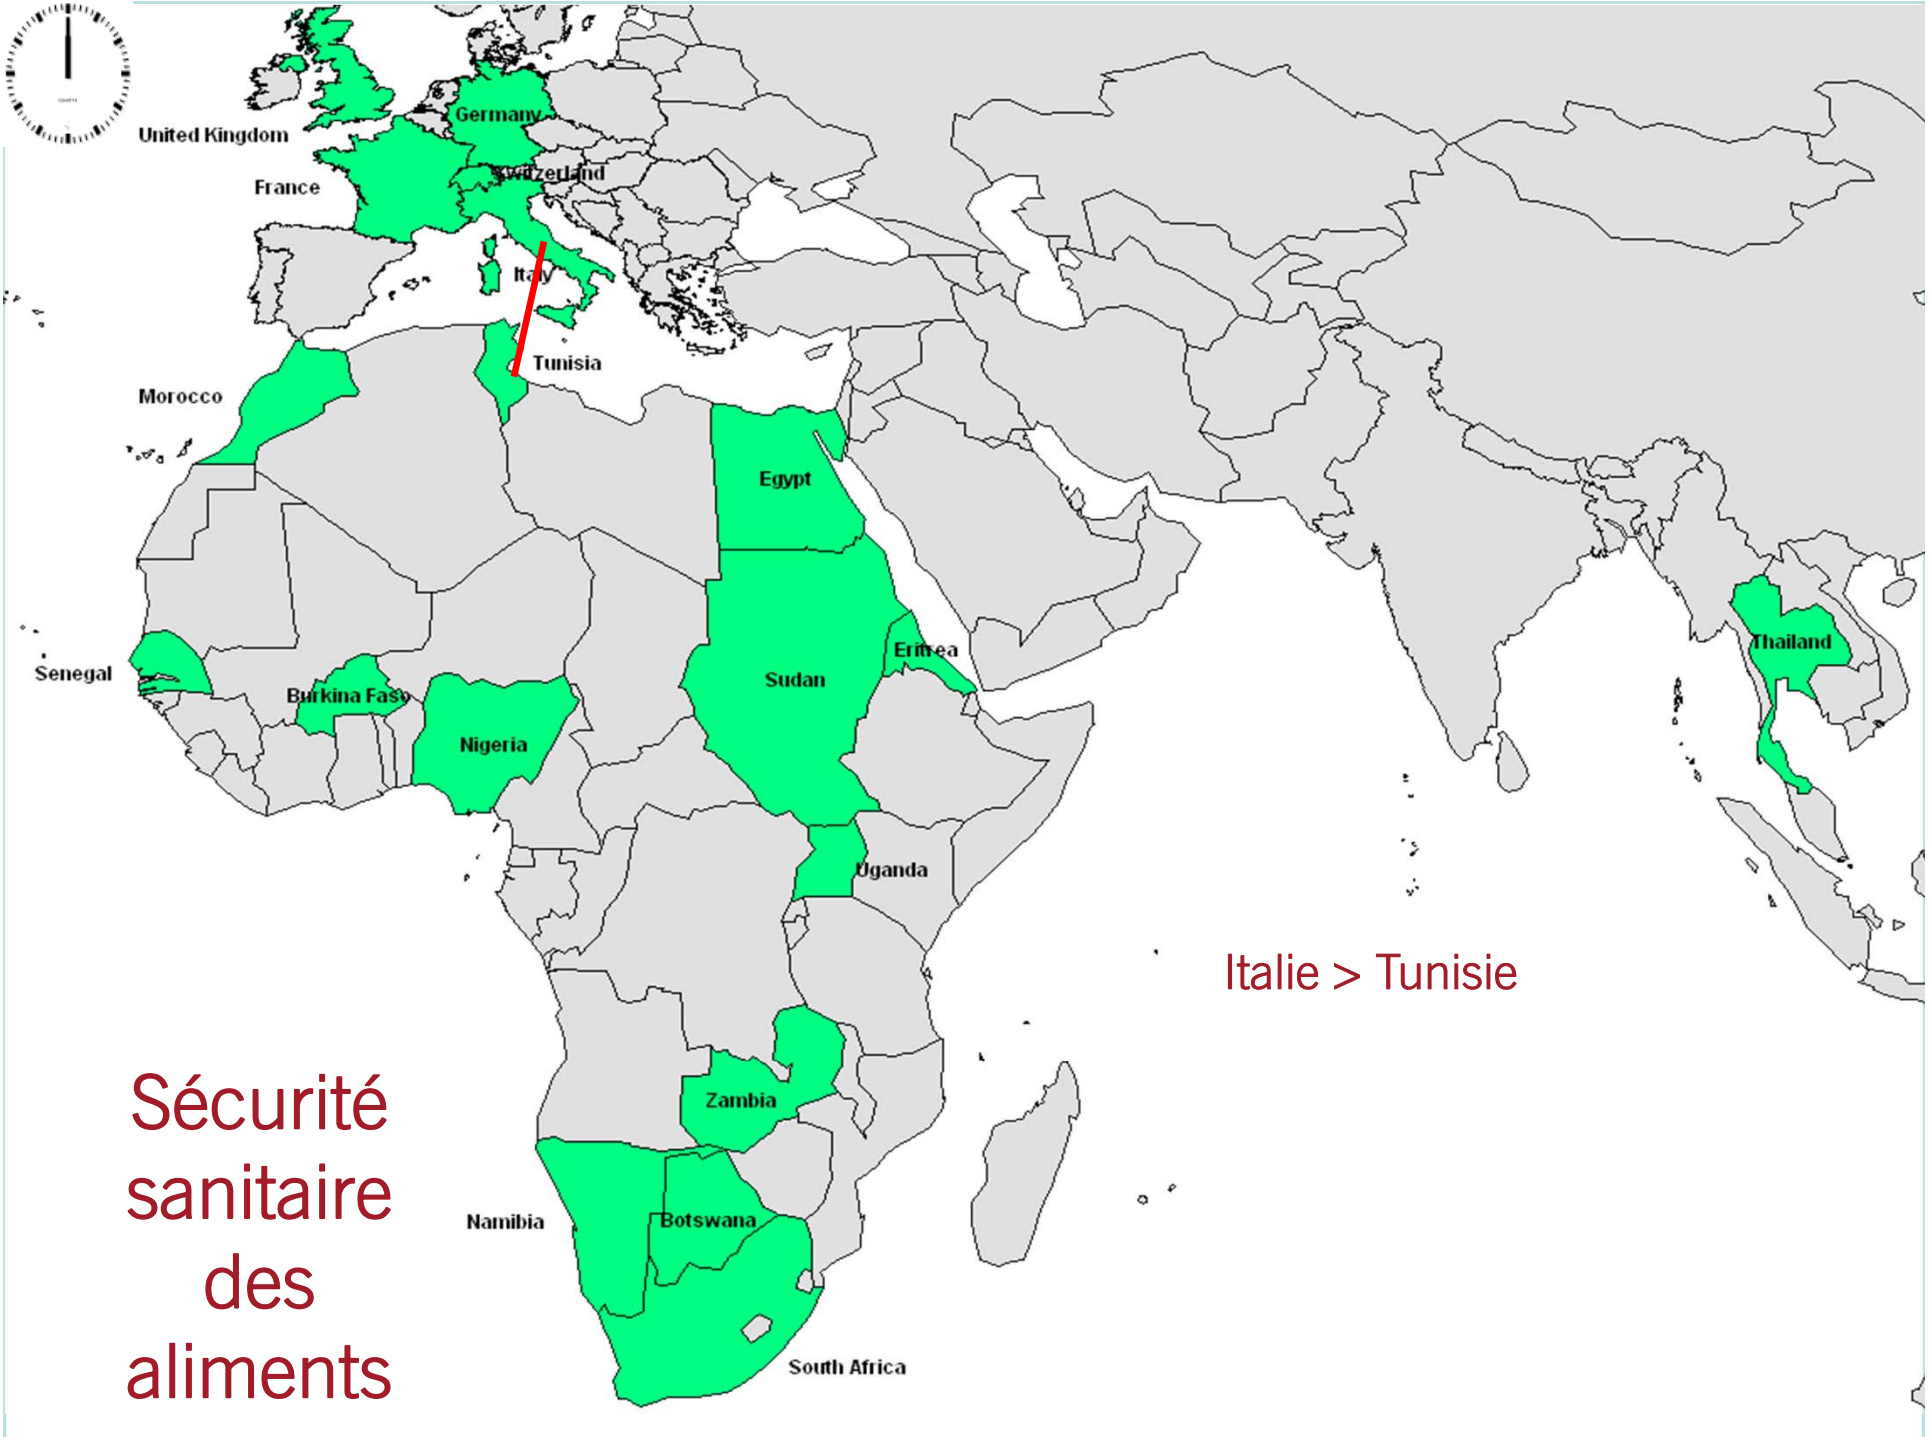 United Kingdom
Germany
Switzerland
France
Italy
Tunisia
Morocco
Egypt
Senegal
Burkina Faso
Nigeria
Sudan
Eritrea
Thailand
Uganda
Italie > Tunisie
Zambia
Namibia
Botswana
South Africa
Sécurité
sanitaire
des
aliments